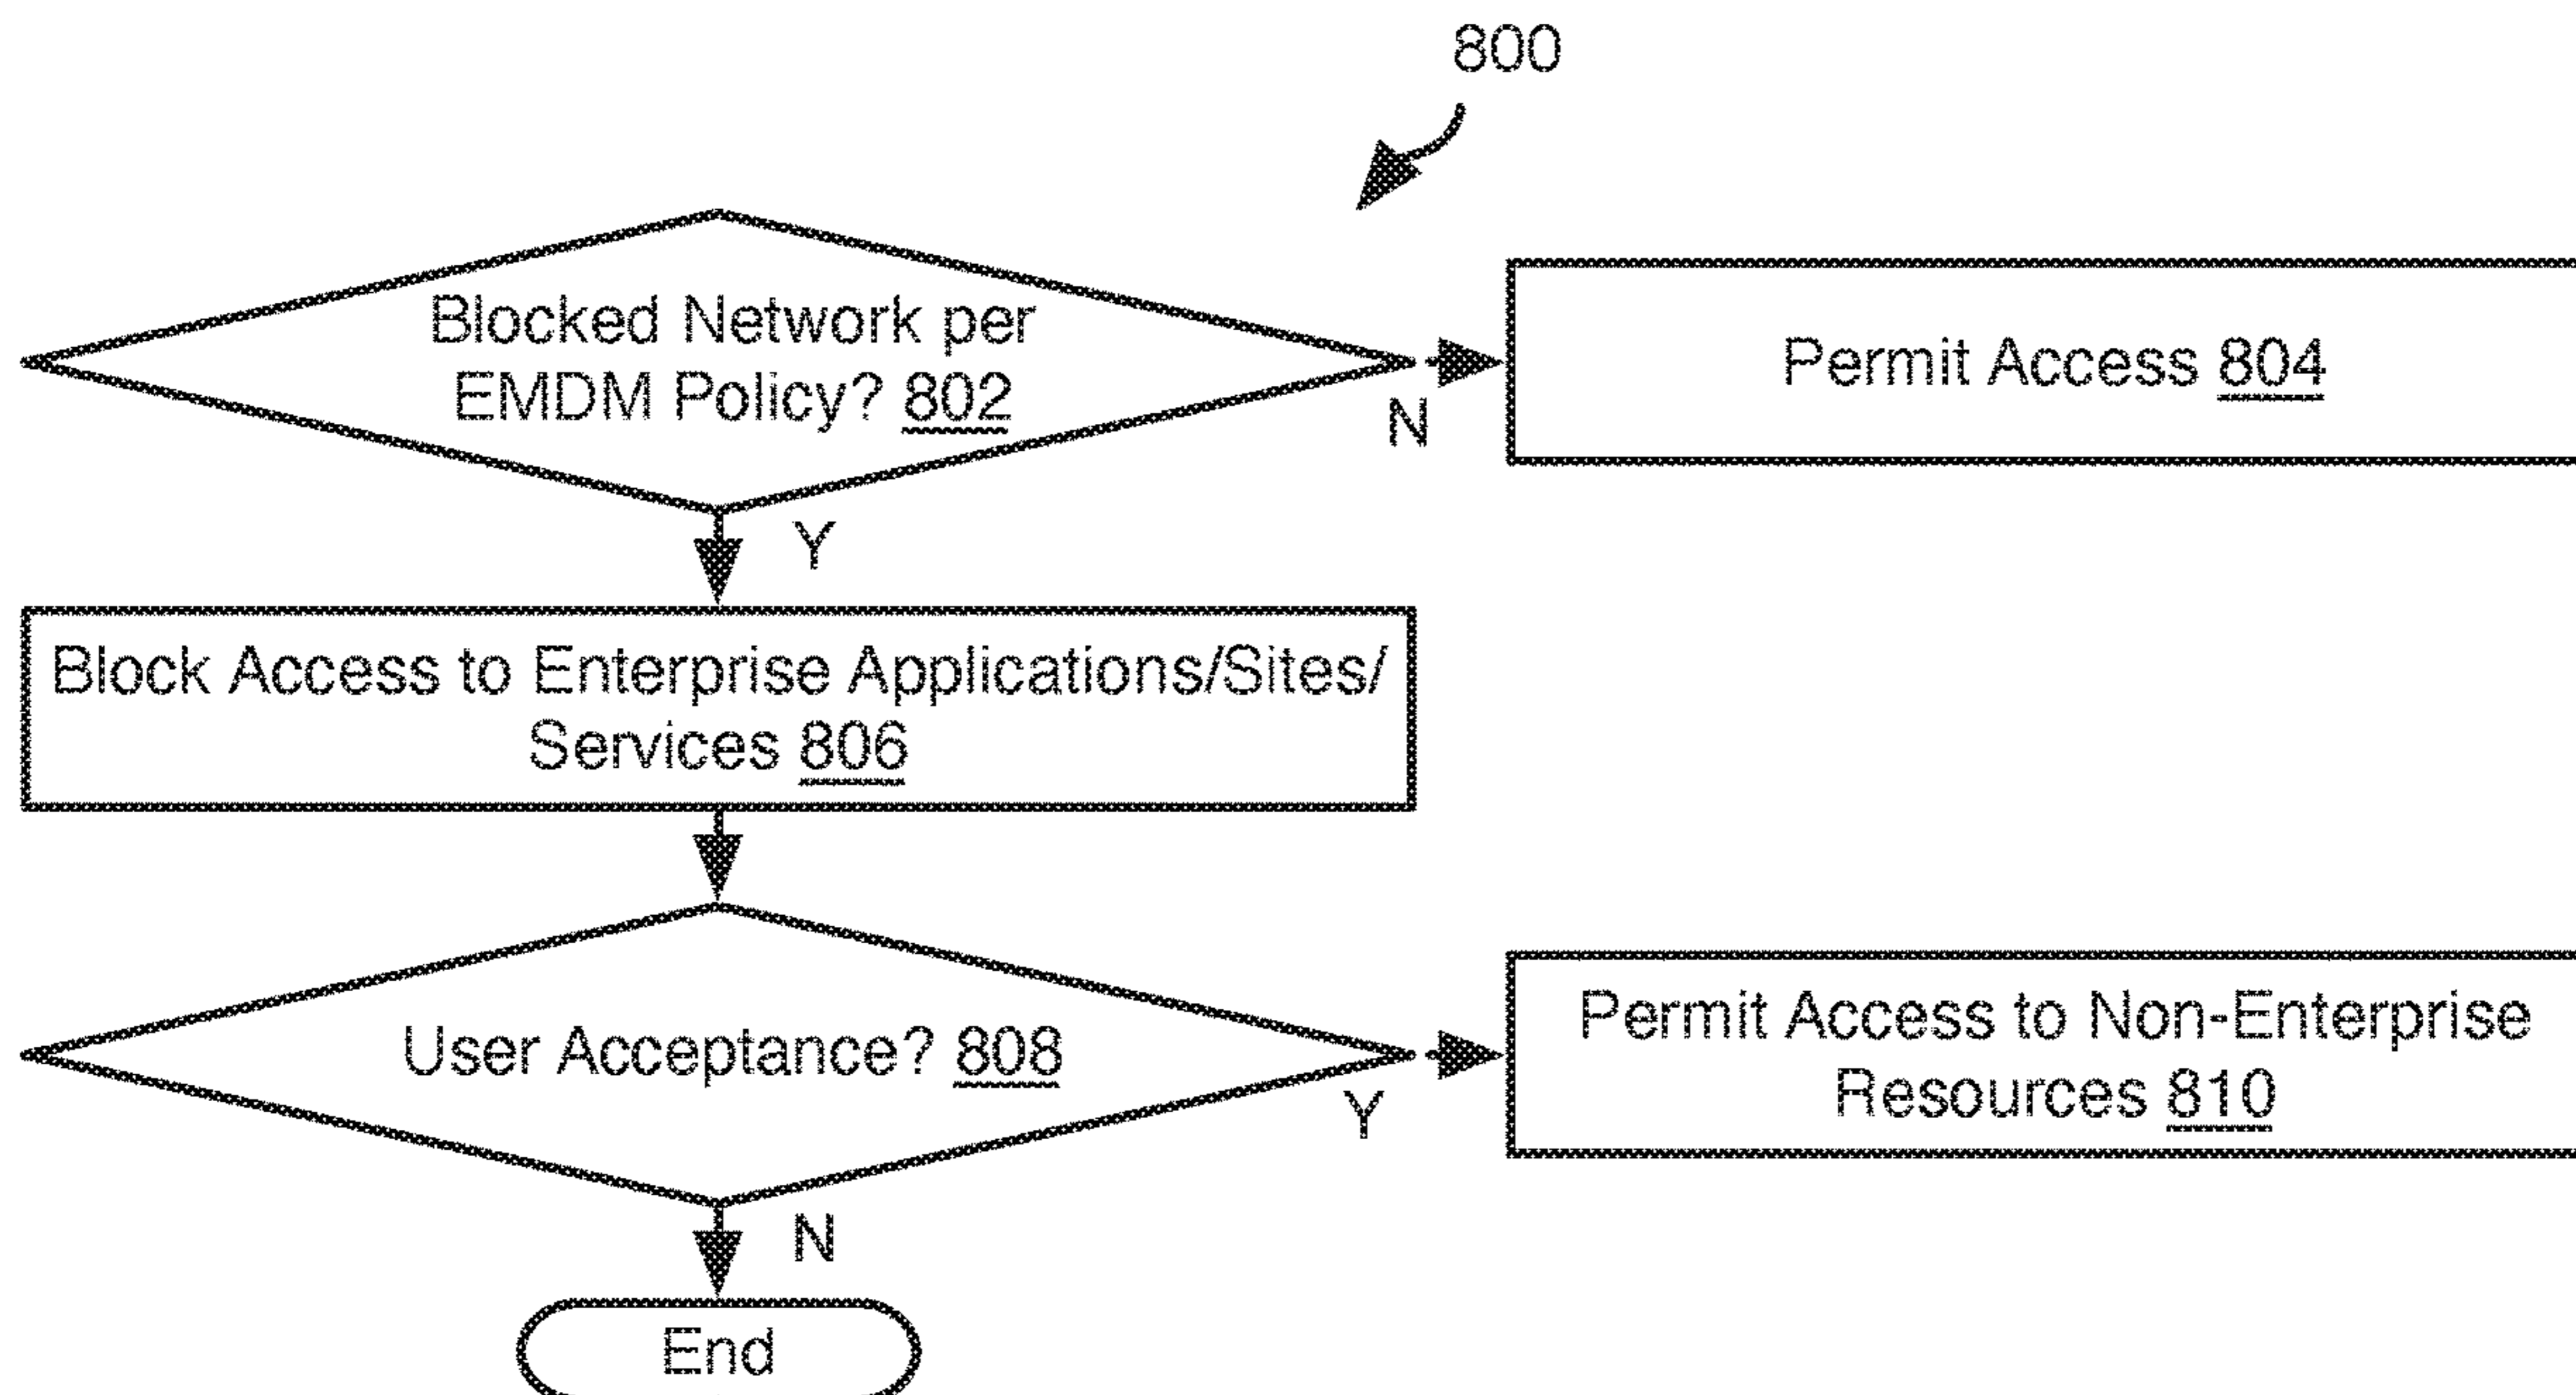 800
Blocked Network per
EMDM Policy? 802
N
Permit Access 804
Y
Block Access to Enterprise Applications/Sites/
Services 806
User Acceptance? 808
Y
Permit Access to Non-Enterprise
Resources 810
N
End